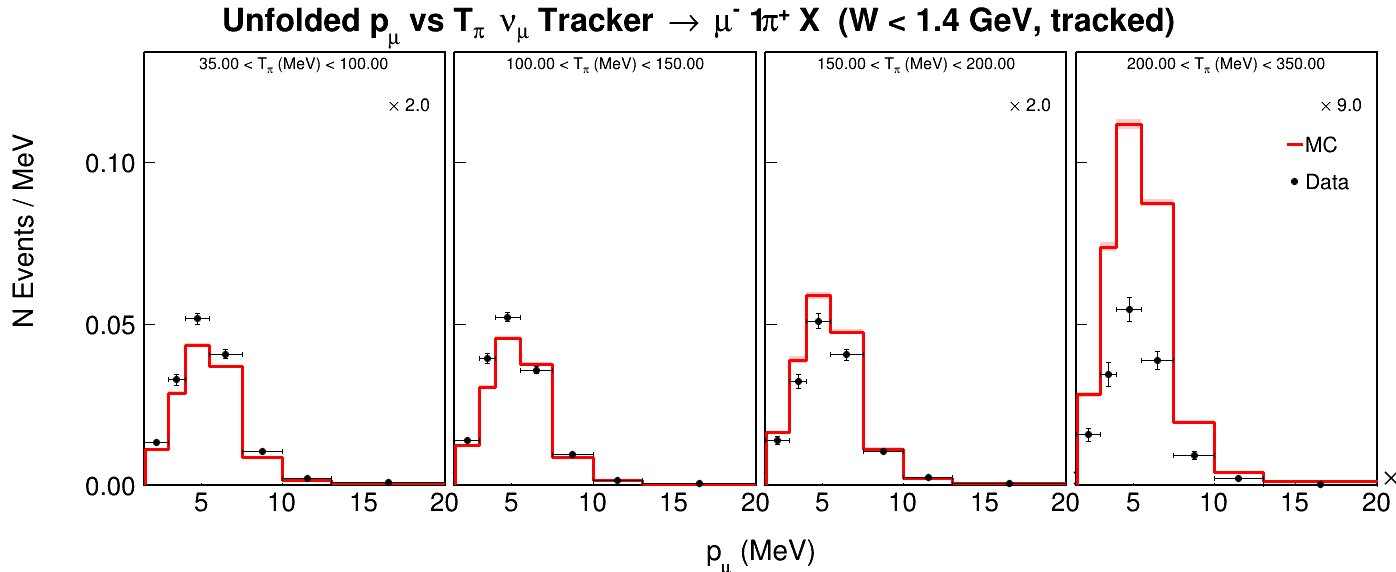 Unfolded pμ vs Tπ νμ Tracker → μ- 1π+ X (W < 1.4 GeV, tracked)
35.00 < Tπ (MeV) < 100.00
100.00 < Tπ (MeV) < 150.00
150.00 < Tπ (MeV) < 200.00
200.00 < Tπ (MeV) < 350.00
× 2.0
× 2.0
× 9.0
MC
Data
N Events / MeV
0.10
0.05
0.00
5 10 15 20 5 10 15 20 5 10 15 20 5 10 15 20
×
pμ (MeV)